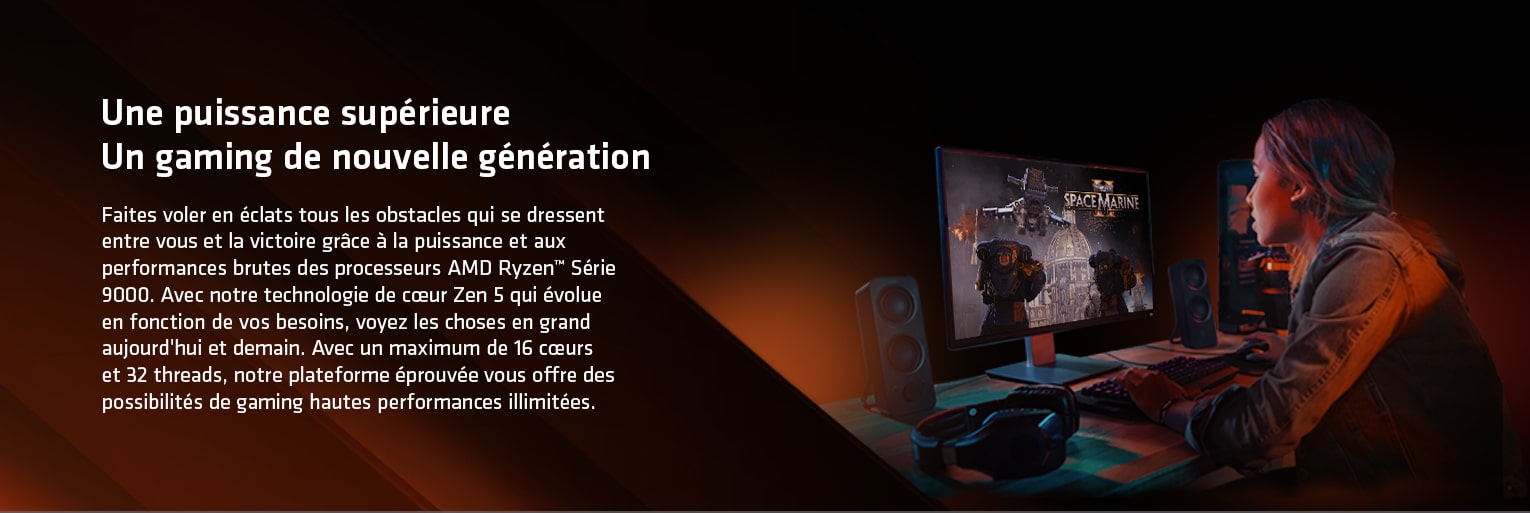 Une puissance supérieure
Un gaming de nouvelle génération
Faites voler en éclats tous les obstacles qui se dressent
entre vous et la victoire grâce à la puissance et aux
performances brutes des processeurs AMD Ryzen™ Série
9000. Avec notre technologie de cœur Zen 5 qui évolue
en fonction de vos besoins, voyez les choses en grand
aujourd'hui et demain. Avec un maximum de 16 cœurs
et 32 threads, notre plateforme éprouvée vous offre des
possibilités de gaming hautes performances illimitées.
SPACE MARINE
II